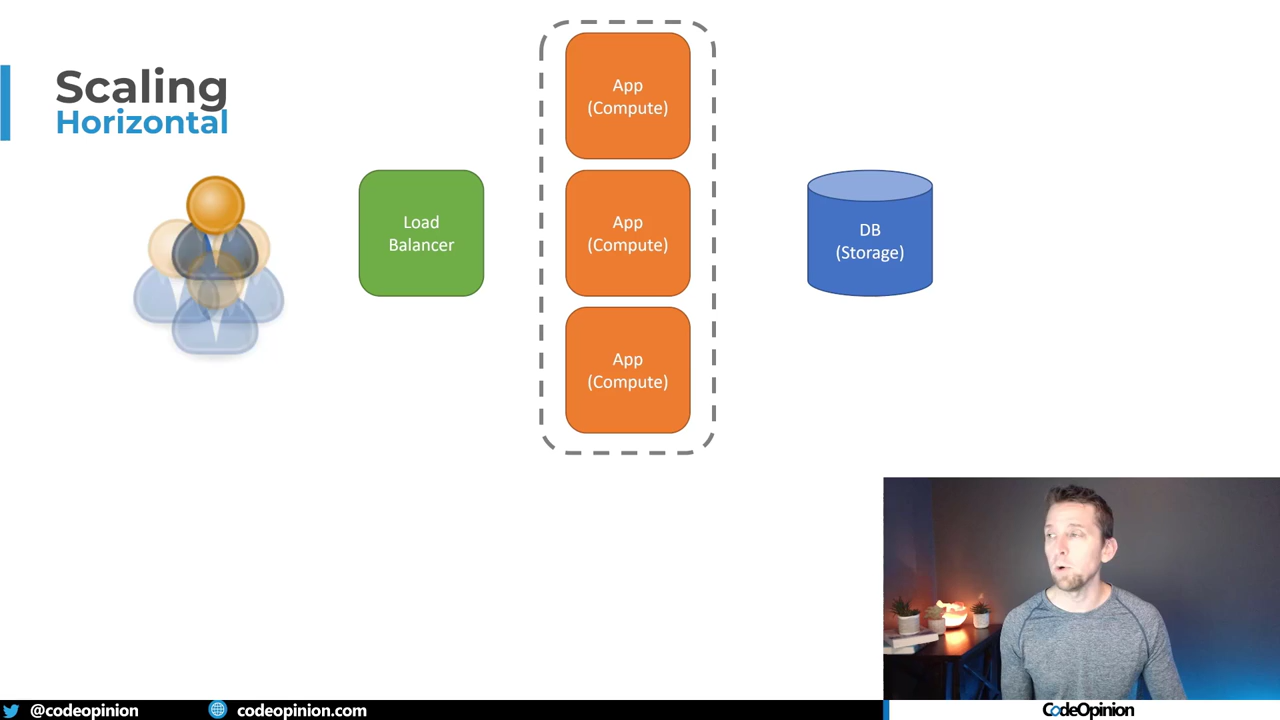 Scaling
Horizontal
App
(Compute)
Load
Balancer
App
(Compute)
App
(Compute)
DB
(Storage)
@codeopinion
codeopinion.com
CodeOpinion